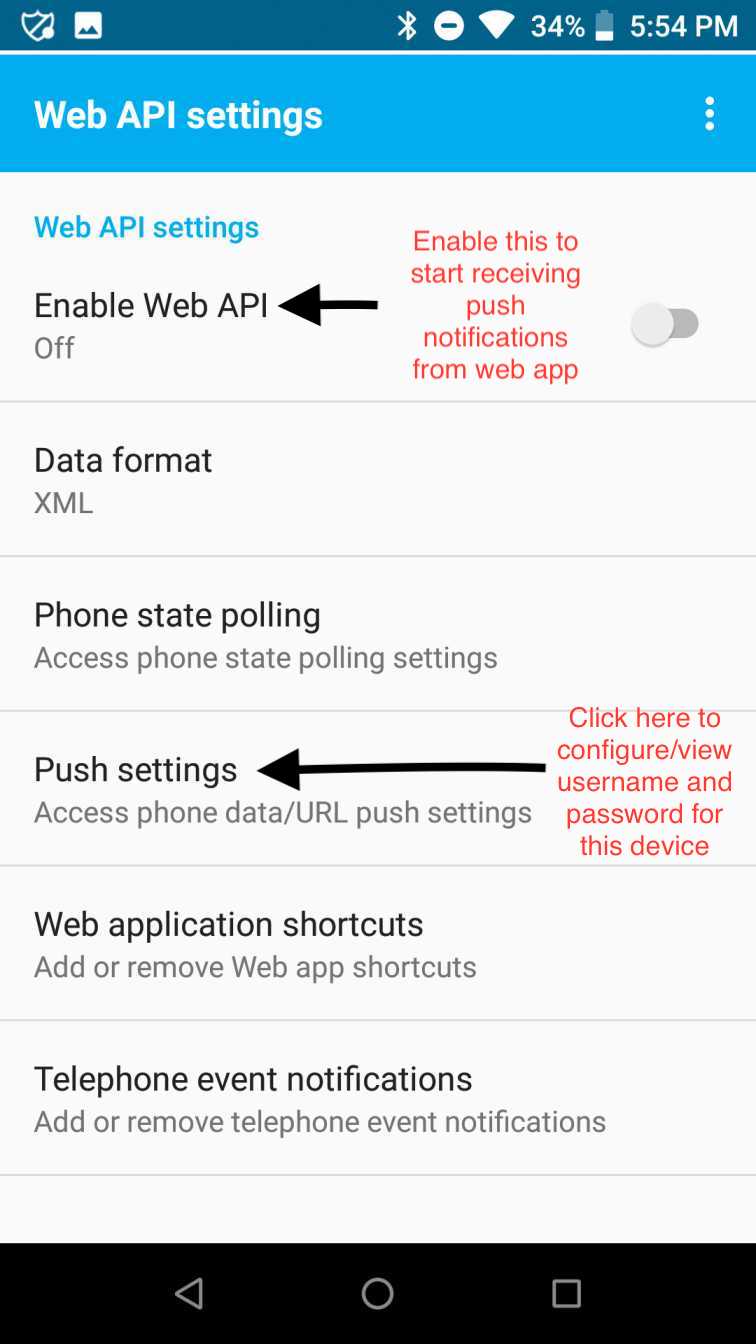 34% 5:54 PM
Web API settings
Web API settings
Enable Web API
Off
Enable this to
start receiving
push
notifications
from web app
Data format
XML
Phone state polling
Access phone state polling settings
Push settings
Access phone data/URL push settings
Click here to
configure/view
username and
password for
this device
Web application shortcuts
Add or remove Web app shortcuts
Telephone event notifications
Add or remove telephone event notifications